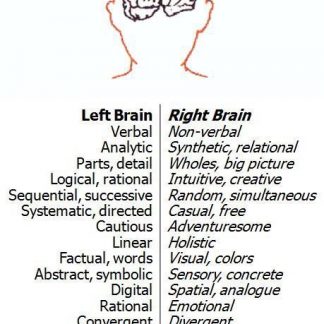 Left Brain Right Brain
Verbal Non-verbal
Analytic Synthetic, relational
Parts, detail Wholes, big picture
Logical, rational Intuitive, creative
Sequential, successive Random, simultaneous
Systematic, directed Casual, free
Cautious Adventuresome
Linear Holistic
Factual, words Visual, colors
Abstract, symbolic Sensory, concrete
Digital Spatial, analogue
Rational Emotional
Convergent Divergent